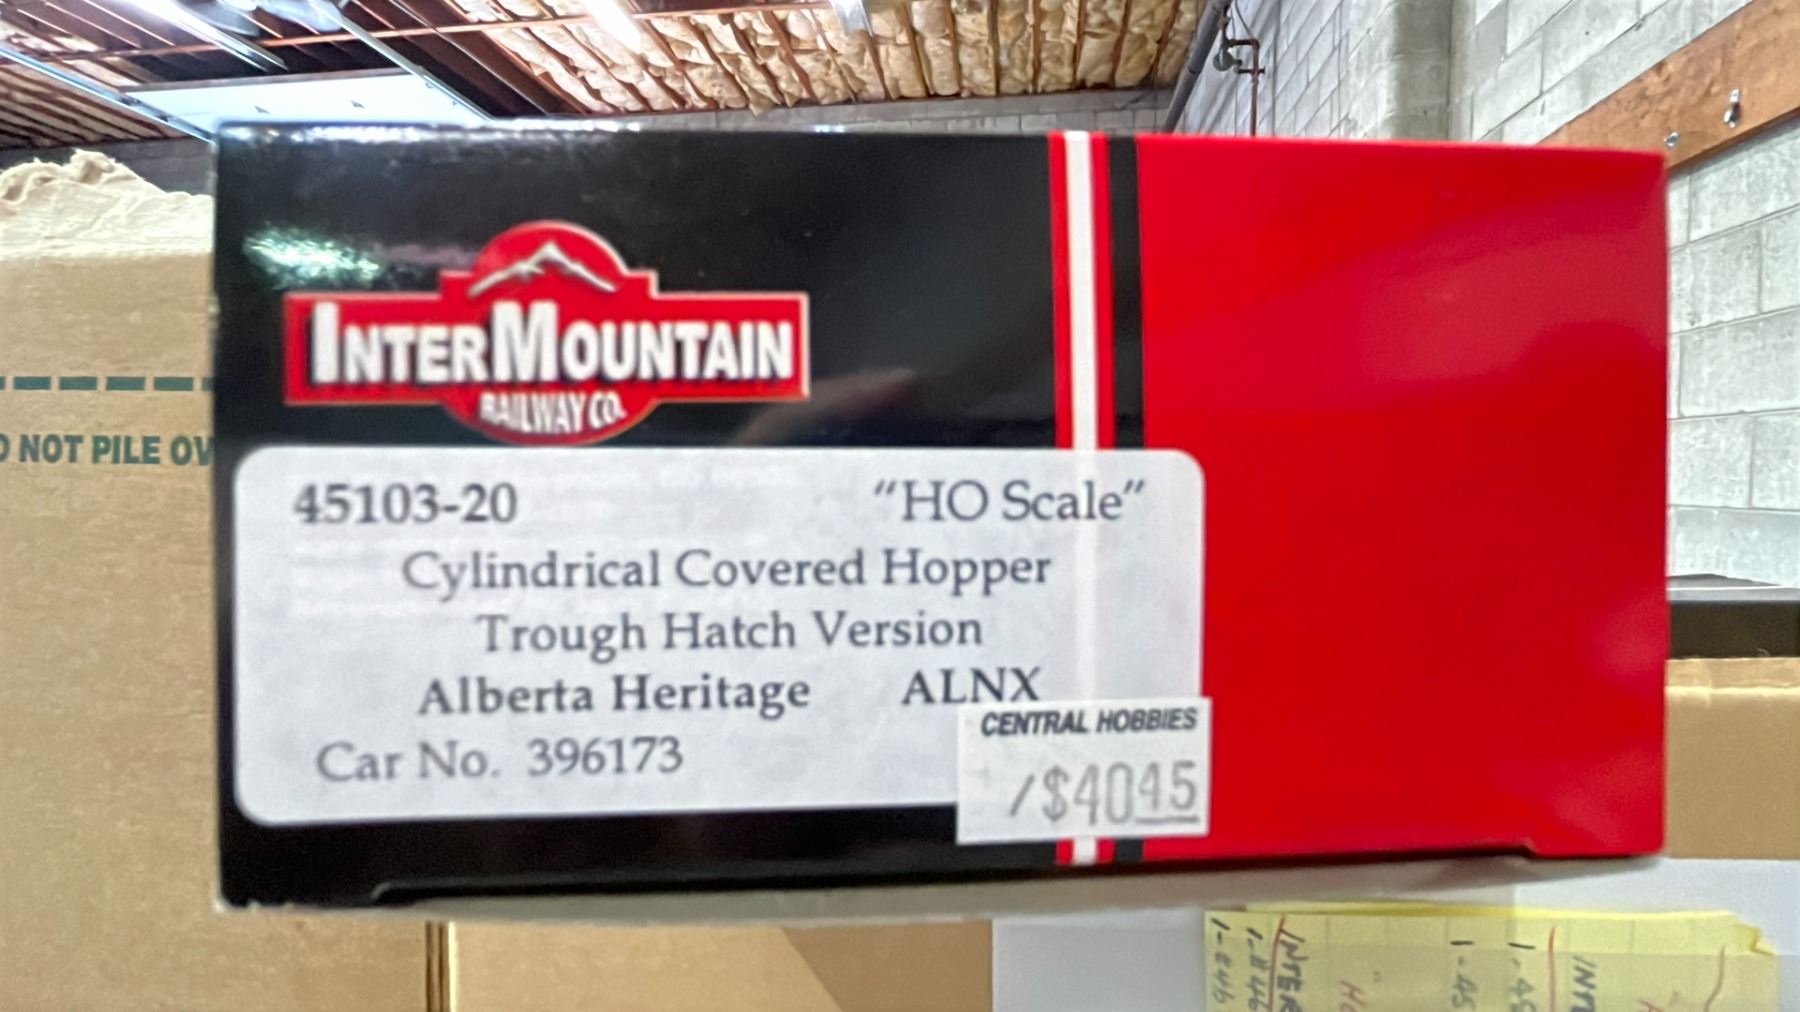 D NOT PILE OV
INTERMOUNTAIN
RAILWAY CO.
45103-20 "HO Scale"
Cylindrical Covered Hopper
Trough Hatch Version
Alberta Heritage ALNX
Car No. 396173
CENTRAL HOBBIES
/$4045
INTER